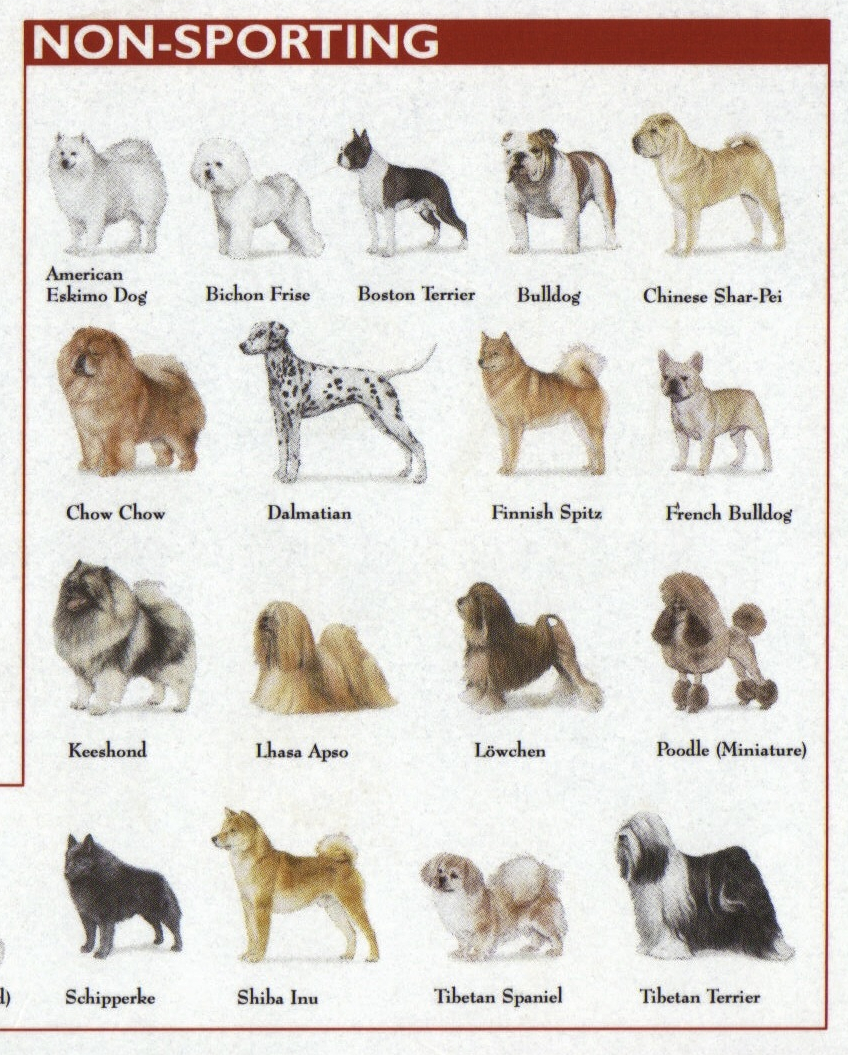 NON-SPORTING
American
Eskimo Dog
Bichon Frise
Boston Terrier
Bulldog
Chinese Shar-Pei
Chow Chow
Dalmatian
Finnish Spitz
French Bulldog
Keeshond
Lhasa Apso
Löwchen
Poodle (Miniature)
d)
Schipperke
Shiba Inu
Tibetan Spaniel
Tibetan Terrier